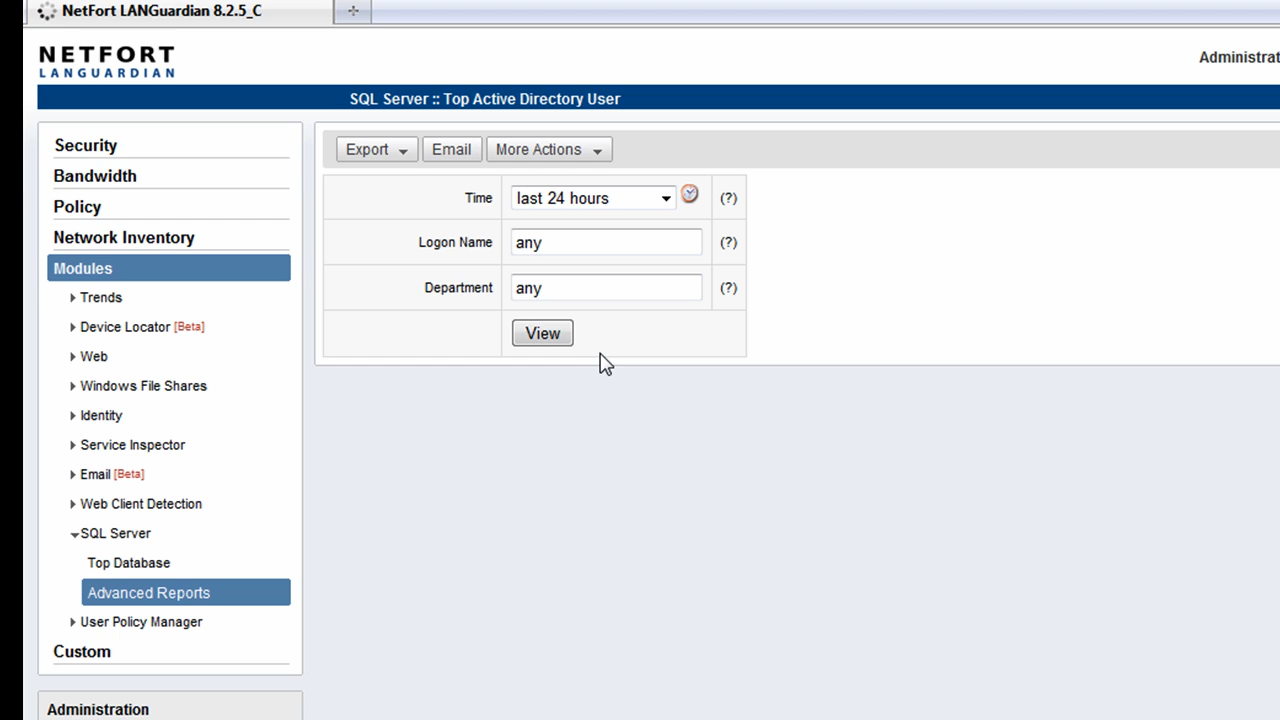 NetFort LANGuardian 8.2.5_C
NETFORT
LANGUARDIAN
Administrat
SQL Server :: Top Active Directory User
Security
Bandwidth
Policy
Network Inventory
Modules
Trends
Device Locator [Beta]
Web
Windows File Shares
Identity
Service Inspector
Email [Beta]
Web Client Detection
SQL Server
Top Database
Advanced Reports
User Policy Manager
Custom
Administration
Export
Email
More Actions
Time last 24 hours (?)
Logon Name any (?)
Department any (?)
View